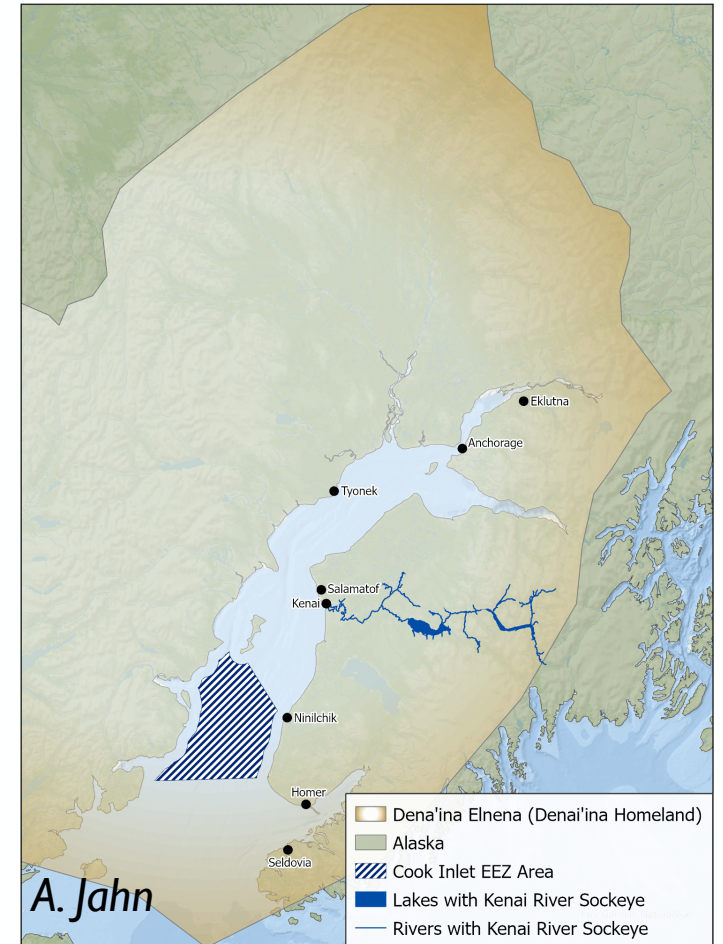 Eklutna
Anchorage
Tyonek
Salamatof
Kenai
Ninilchik
Homer
Seldovia
Dena'ina Elnena (Denai'ina Homeland)
Alaska
Cook Inlet EEZ Area
Lakes with Kenai River Sockeye
Rivers with Kenai River Sockeye
A. Jahn